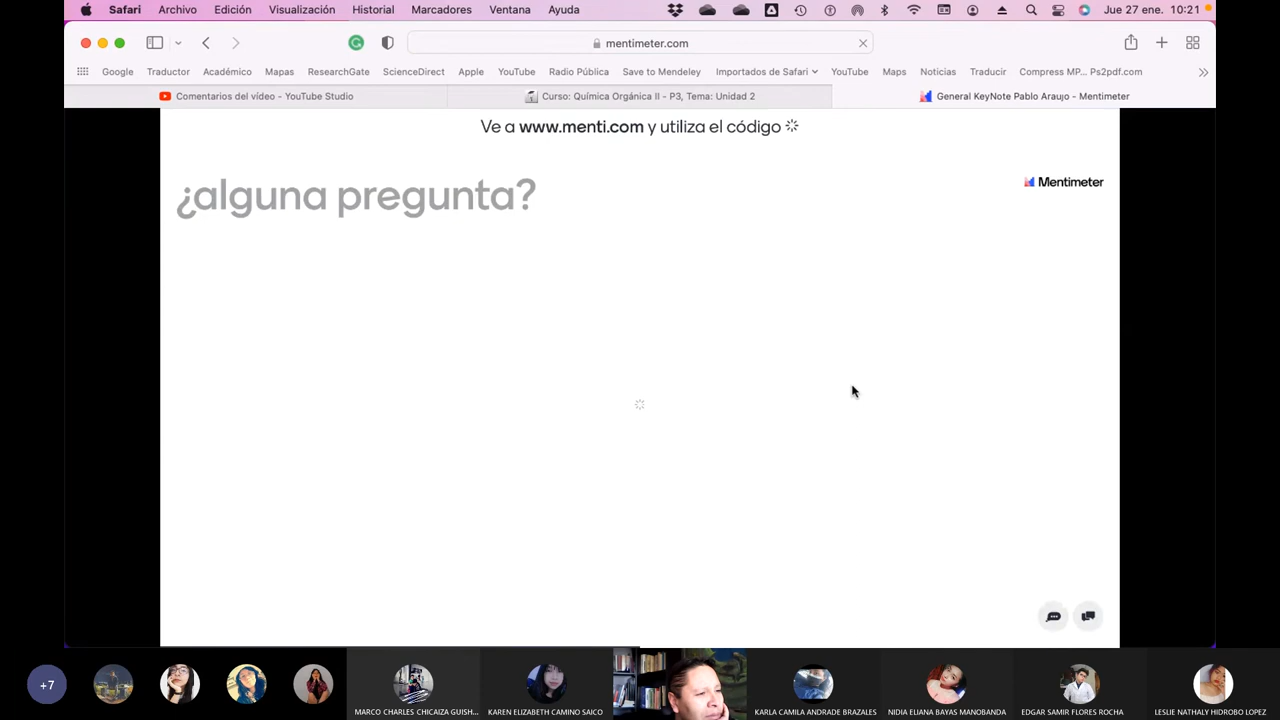 Safari Archivo Edición Visualización Historial Marcadores Ventana Ayuda Jue 27 ene. 10:21
mentimeter.com
Google Traductor Académico Mapas ResearchGate ScienceDirect Apple YouTube Radio Pública Save to Mendeley Importados de Safari YouTube Maps Noticias Traducir Compress MP... Ps2pdf.com
Comentarios del vídeo - YouTube Studio Curso: Química Orgánica II - P3, Tema: Unidad 2 General KeyNote Pablo Araujo - Mentimeter
Ve a www.menti.com y utiliza el código
¿alguna pregunta?
Mentimeter
+7
MARCO CHARLES CHICAIZA GUISH... KAREN ELIZABETH CAMINO SAICO KARLA CAMILA ANDRADE BRAZALES NIDIA ELIANA BAYAS MANOBANDA EDGAR SAMIR FLORES ROCHA LESLIE NATHALY HIDROBO LOPEZ